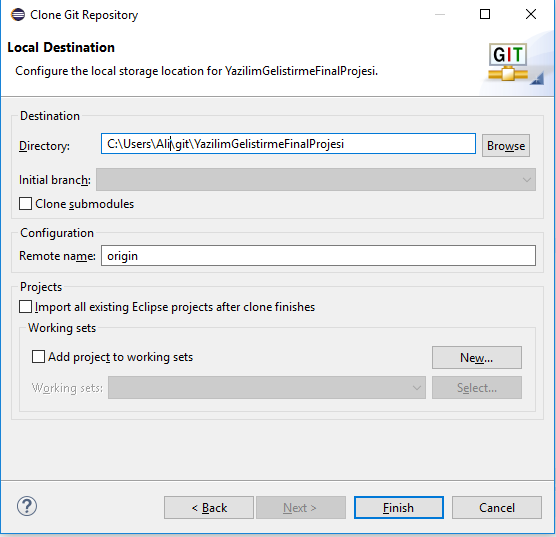 Clone Git Repository
Local Destination
Configure the local storage location for YazilimGelistirmeFinalProjesi.
GIT
Destination
Directory: C:\Users\Ali\git\YazilimGelistirmeFinalProjesi Browse
Initial branch:
Clone submodules
Configuration
Remote name: origin
Projects
Import all existing Eclipse projects after clone finishes
Working sets
Add project to working sets New...
Working sets: Select...
? < Back Next > Finish Cancel